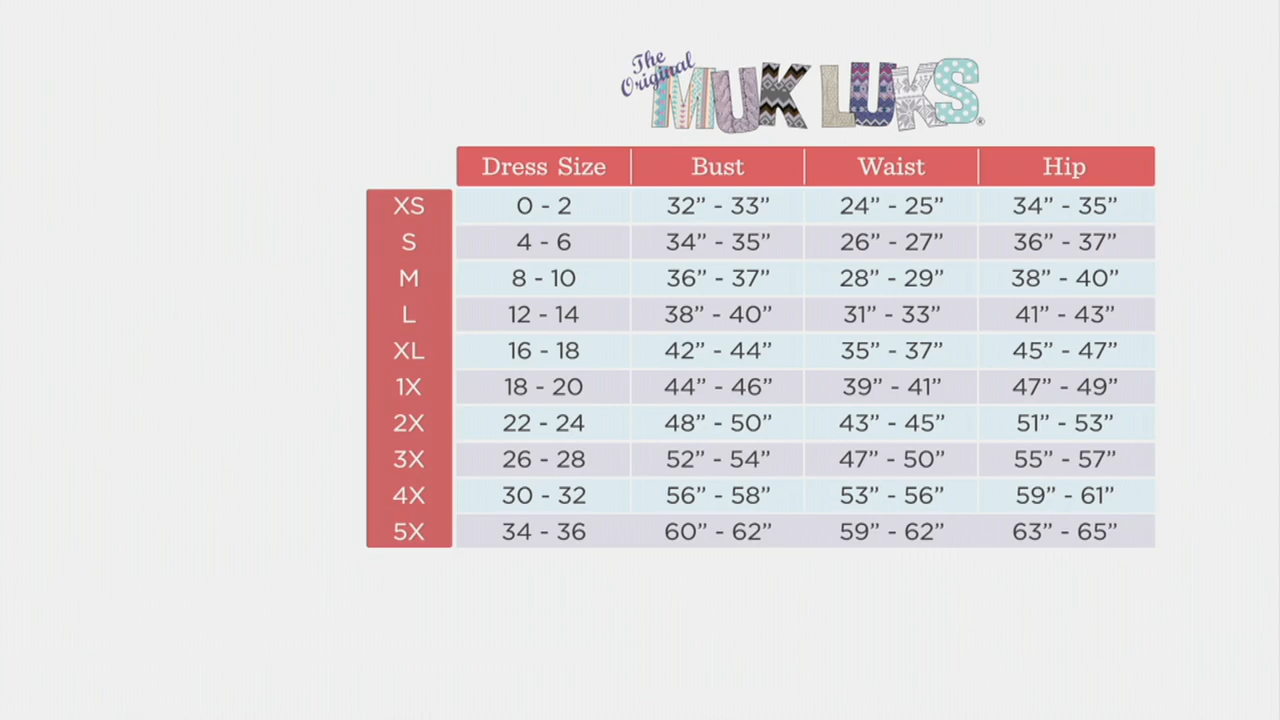 The Original
MUK LUKS®
Dress Size Bust Waist Hip
XS 0 - 2 32” - 33” 24” - 25” 34” - 35”
S 4 - 6 34” - 35” 26” - 27” 36” - 37”
M 8 - 10 36” - 37” 28” - 29” 38” - 40”
L 12 - 14 38” - 40” 31” - 33” 41” - 43”
XL 16 - 18 42” - 44” 35” - 37” 45” - 47”
1X 18 - 20 44” - 46” 39” - 41” 47” - 49”
2X 22 - 24 48” - 50” 43” - 45” 51” - 53”
3X 26 - 28 52” - 54” 47” - 50” 55” - 57”
4X 30 - 32 56” - 58” 53” - 56” 59” - 61”
5X 34 - 36 60” - 62” 59” - 62” 63” - 65”